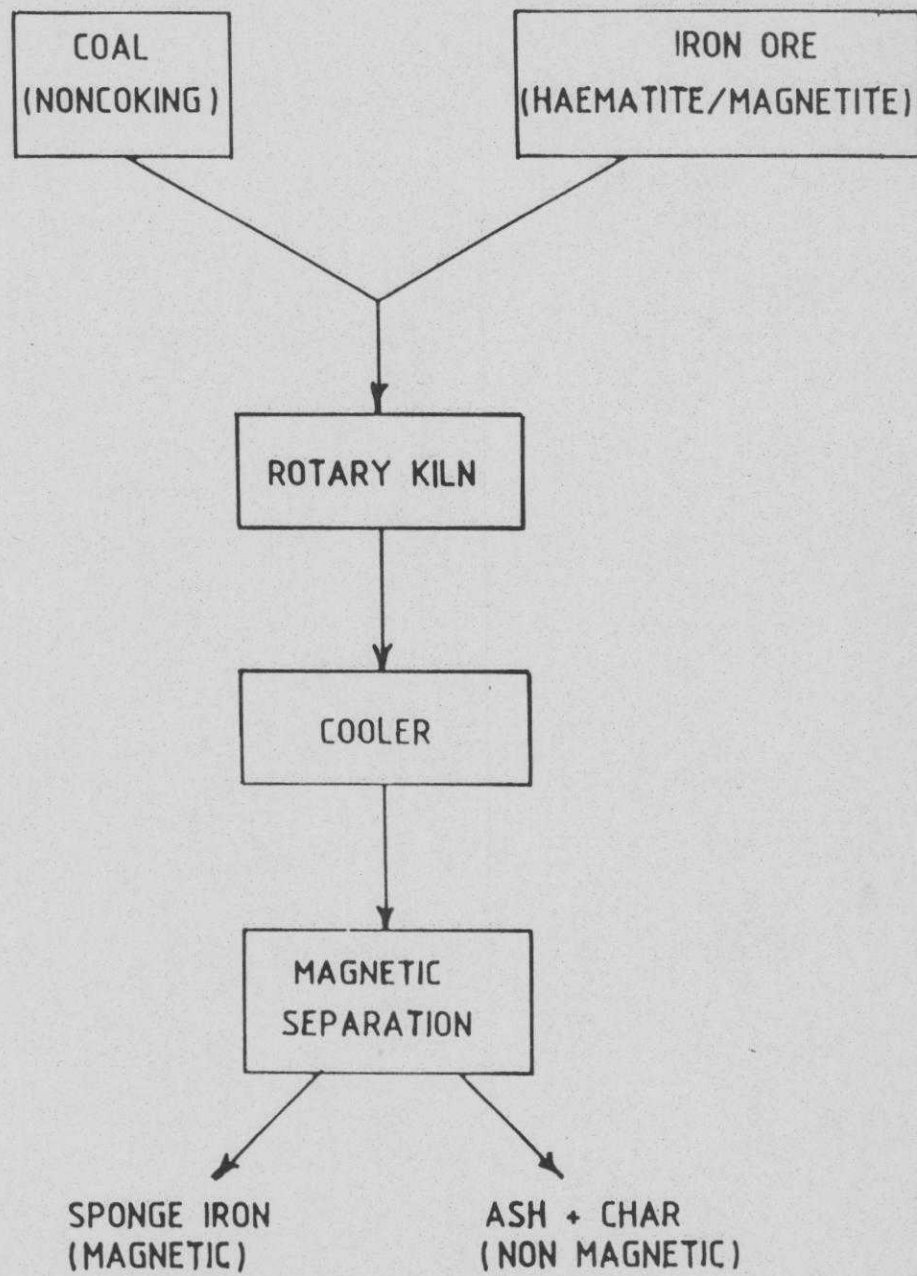 COAL
(NONCOKING)
IRON ORE
(HAEMATITE/MAGNETITE)
ROTARY KILN
COOLER
MAGNETIC
SEPARATION
SPONGE IRON
(MAGNETIC)
ASH + CHAR
(NON MAGNETIC)